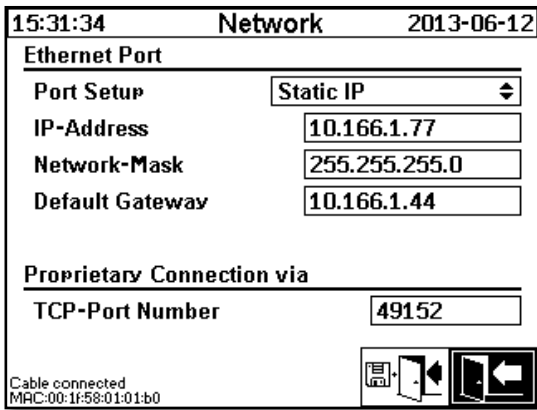 15:31:34 Network 2013-06-12
Ethernet Port
Port Setup Static IP
IP-Address 10.166.1.77
Network-Mask 255.255.255.0
Default Gateway 10.166.1.44
Proprietary Connection via
TCP-Port Number 49152
Cable connected
MAC:00:1f:58:01:01:b0